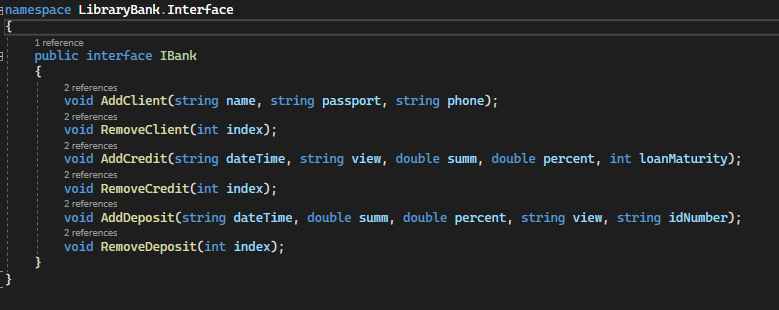 namespace LibraryBank.Interface
{
1 reference
public interface IBank
{
2 references
void AddClient(string name, string passport, string phone);
2 references
void RemoveClient(int index);
2 references
void AddCredit(string dateTime, string view, double summ, double percent, int loanMaturity);
2 references
void RemoveCredit(int index);
2 references
void AddDeposit(string dateTime, double summ, double percent, string view, string idNumber);
2 references
void RemoveDeposit(int index);
}
}